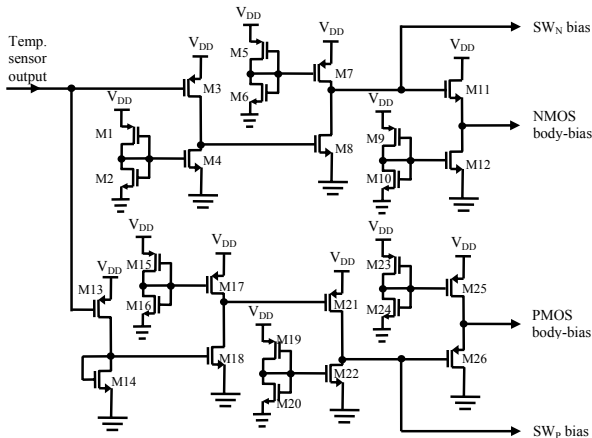 Temp.
sensor
output
SW_N bias
V_DD
V_DD
V_DD
V_DD
M5
M7
M3
M6
M11
V_DD
V_DD
NMOS
body-bias
M1
M9
M8
M4
M2
M10
M12
V_DD
V_DD
V_DD
V_DD
V_DD
V_DD
M15
M23
M13
M17
M25
M16
V_DD
M21
M24
PMOS
body-bias
M19
M18
M26
M14
M22
M20
SW_P bias